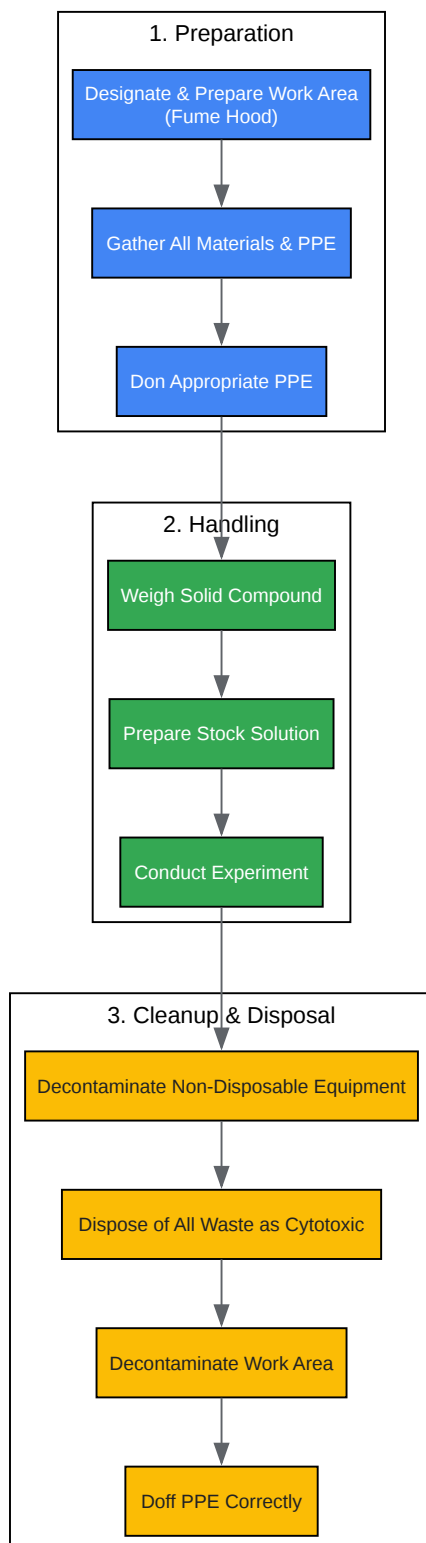 1. Preparation
Designate & Prepare Work Area
(Fume Hood)
Gather All Materials & PPE
Don Appropriate PPE
2. Handling
Weigh Solid Compound
Prepare Stock Solution
Conduct Experiment
3. Cleanup & Disposal
Decontaminate Non-Disposable Equipment
Dispose of All Waste as Cytotoxic
Decontaminate Work Area
Doff PPE Correctly